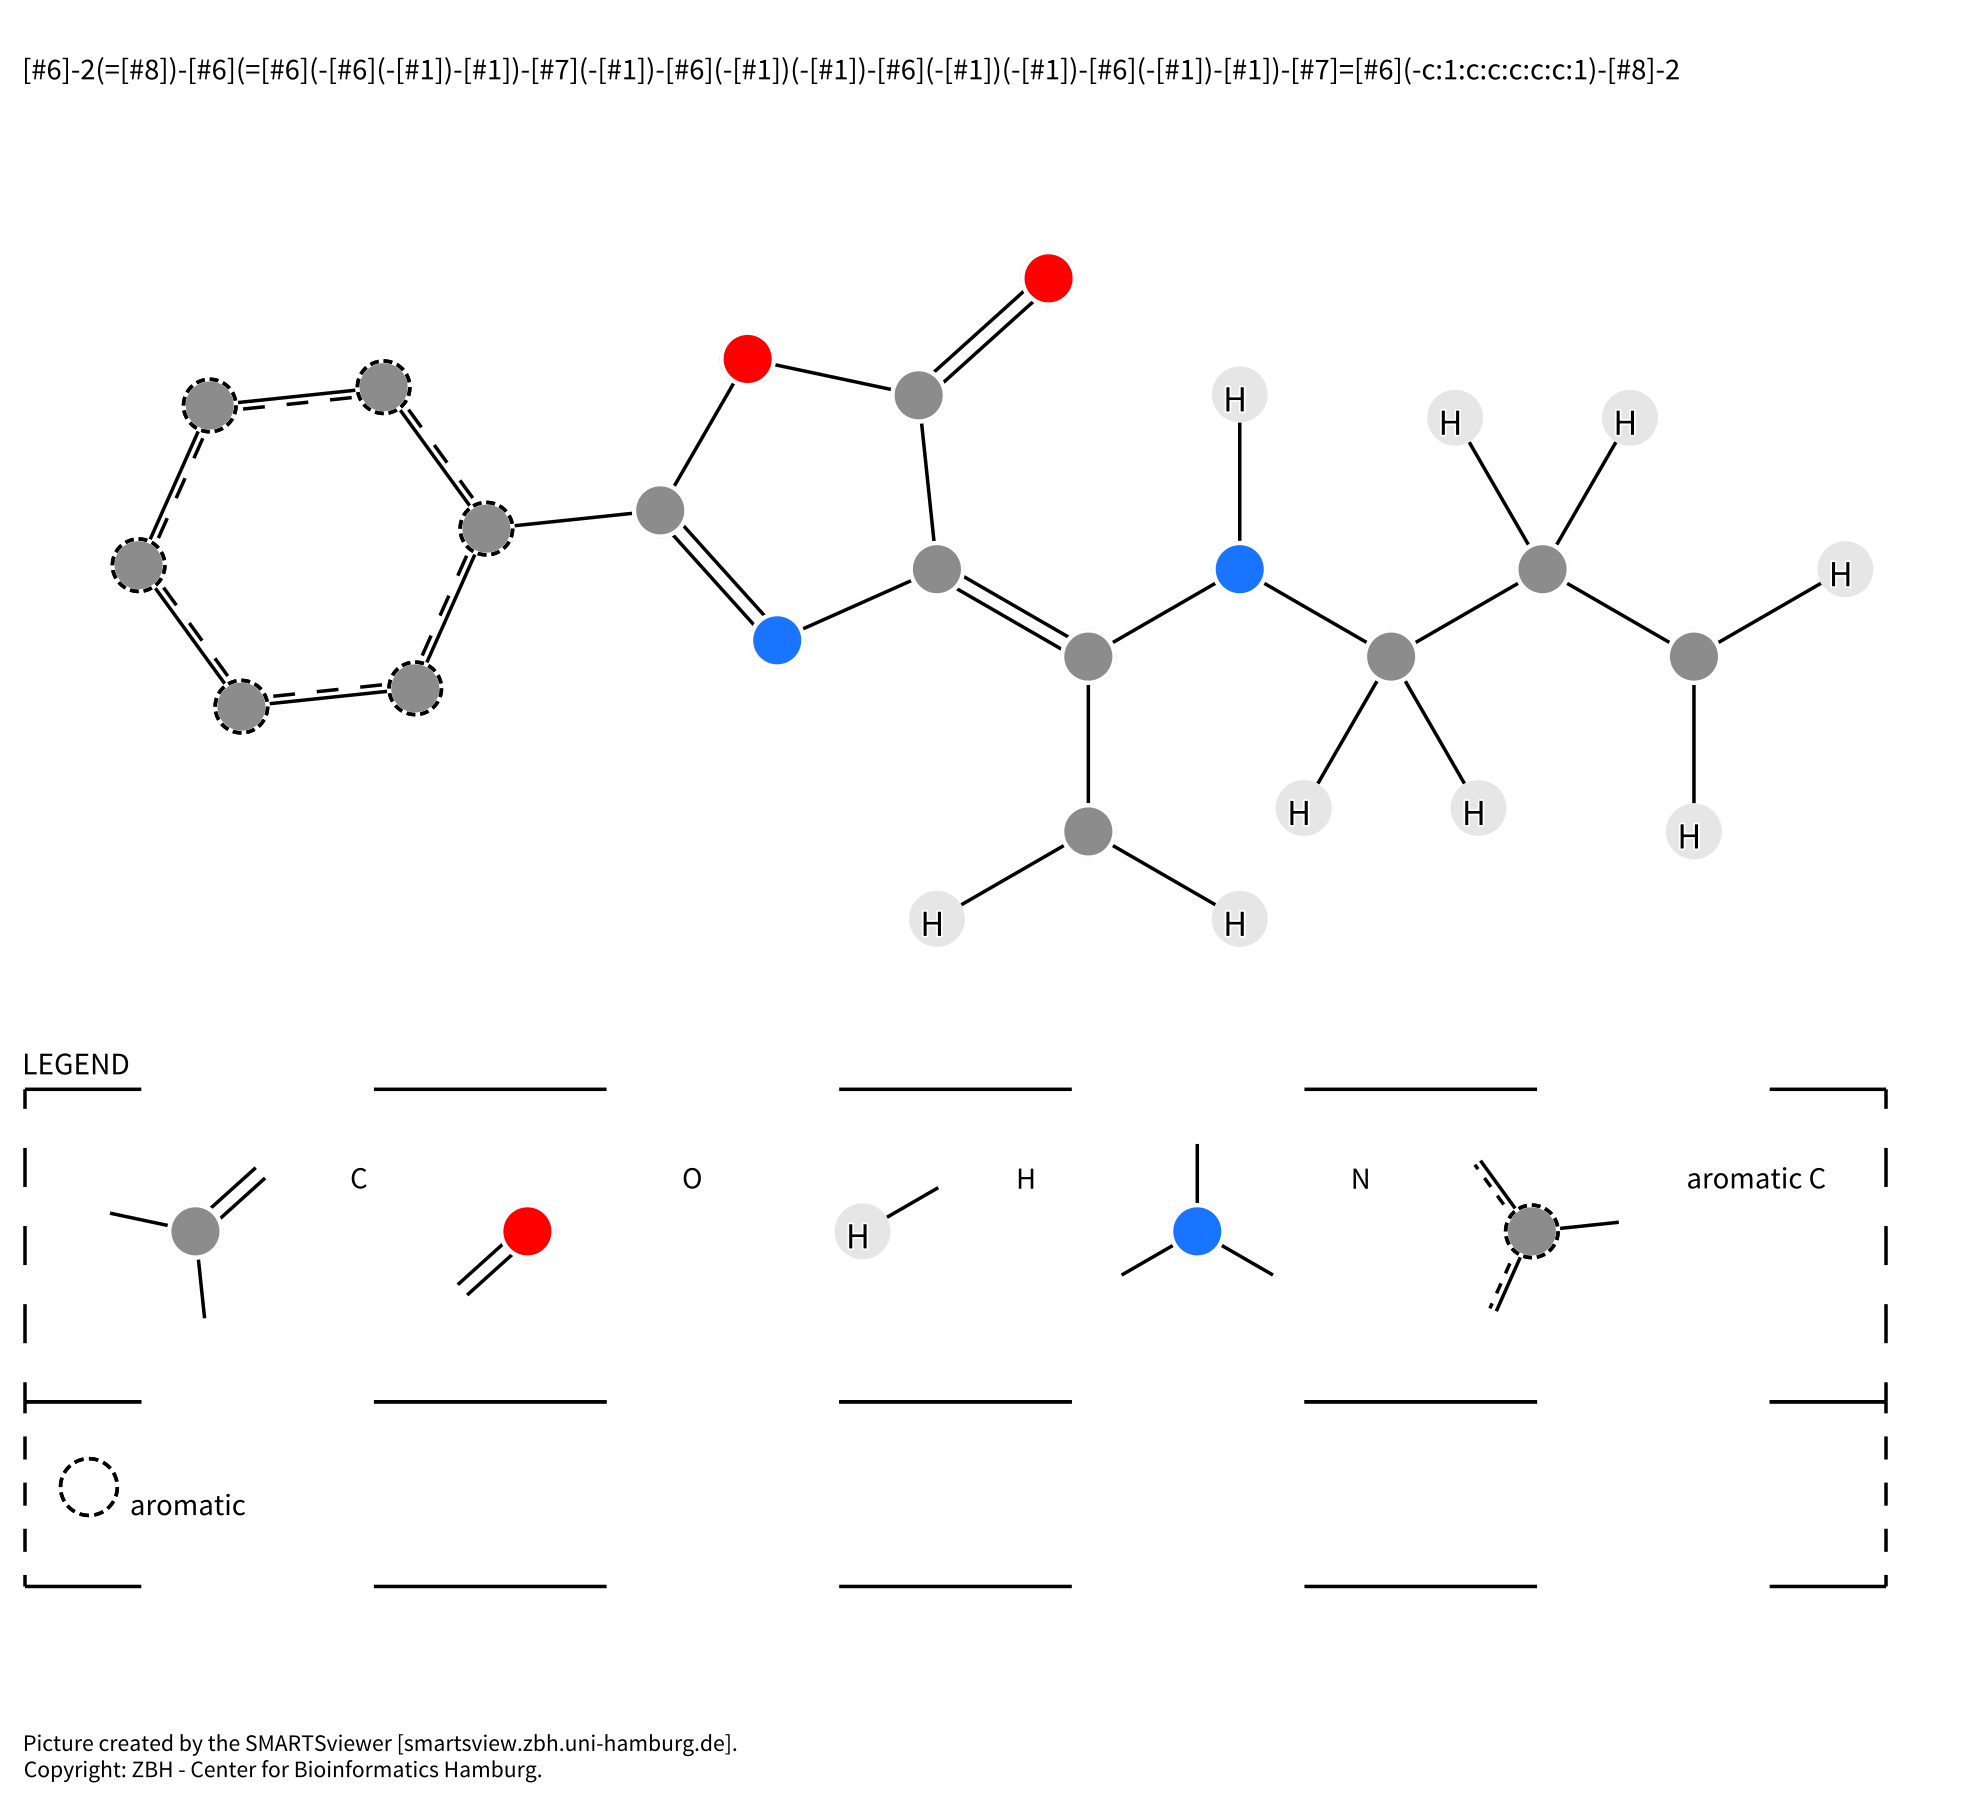 [#6]-2(=[#8])-[#6](=[#6](-[#6](-[#1])-[#1])-[#7](-[#1])-[#6](-[#1])(-[#1])-[#6](-[#1])(-[#1])-[#6](-[#1])-[#1])-[#7]=[#6](-c:1:c:c:c:c:c:1)-[#8]-2
H
H
H
H
H
H
H
H
H
H
LEGEND
C
O
H
H
N
aromatic C
aromatic
Picture created by the SMARTSviewer [smartsview.zbh.uni-hamburg.de].
Copyright: ZBH - Center for Bioinformatics Hamburg.